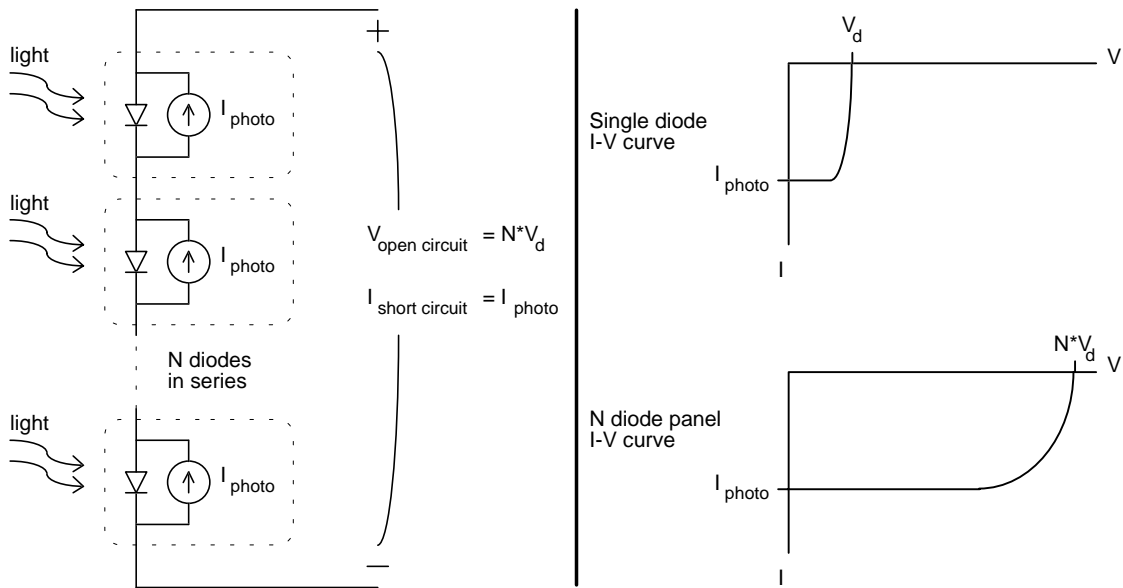 light
I photo
light
I photo
N diodes
in series
light
I photo
+
V open circuit = N*V d
I short circuit = I photo
−
V d
V
Single diode
I-V curve
I photo
I
N*V d
V
N diode panel
I-V curve
I photo
I